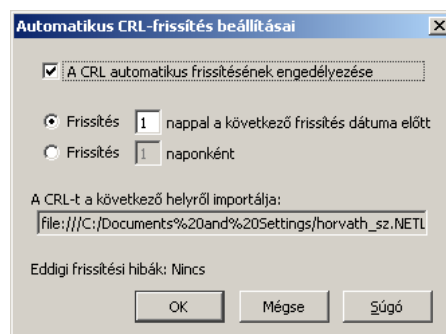 Automatikus CRL-frissítés beállításai
A CRL automatikus frissítésének engedélyezése
Frissítés 1 nappal a következő frissítés dátuma előtt
Frissítés 1 naponként
A CRL-t a következő helyről importálja:
file:///C:/Documents%20and%20Settings/horvath_sz.NETL
Eddigi frissítési hibák: Nincs
OK Mégse Súgó